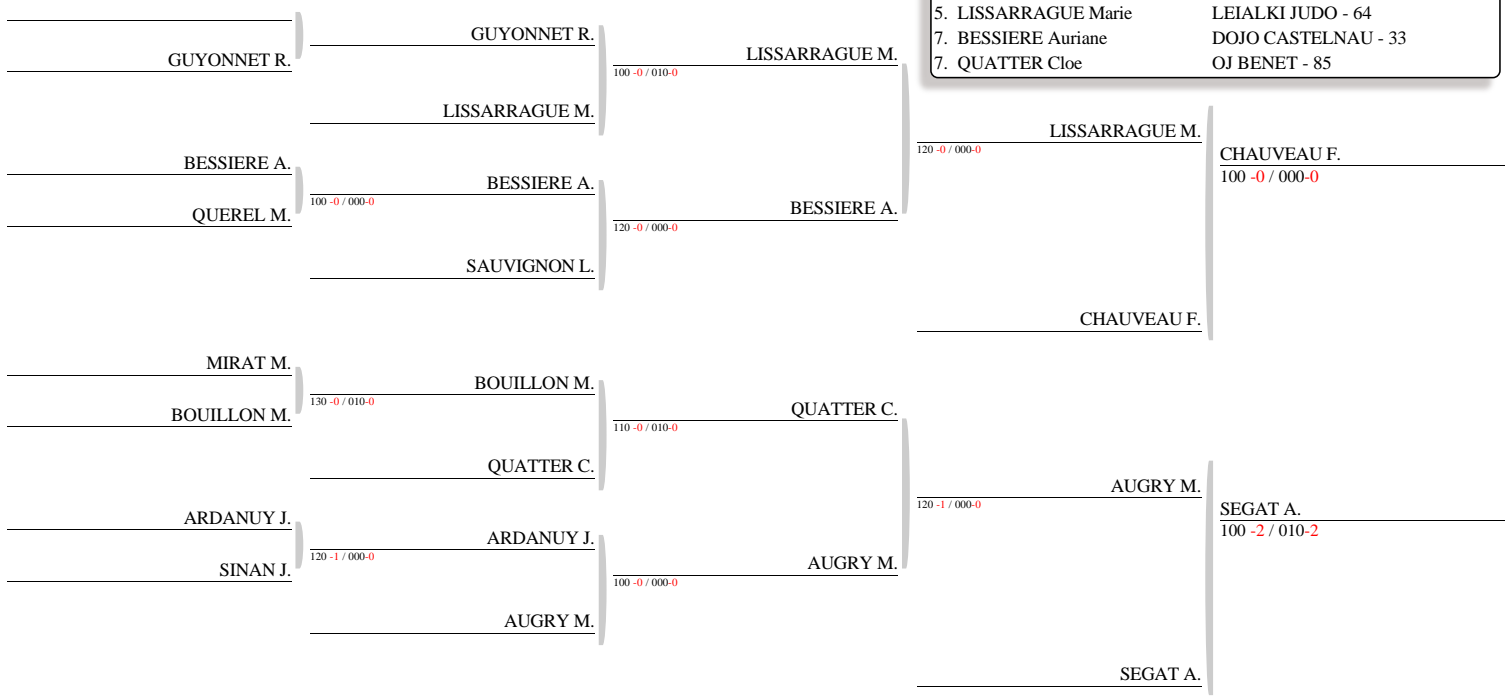 5. LISSARRAGUE Marie LEIALKI JUDO - 64
7. BESSIERE Auriane DOJO CASTELNAU - 33
7. QUATTER Cloe OJ BENET - 85
GUYONNET R.
BESSIERE A.
QUEREL M.
MIRAT M.
BOUILLON M.
ARDANUY J.
SINAN J.
GUYONNET R.
LISSARRAGUE M.
100 -0 / 000-0
BESSIERE A.
SAUVIGNON L.
130 -0 / 010-0
BOUILLON M.
QUATTER C.
120 -1 / 000-0
ARDANUY J.
AUGRY M.
100 -0 / 010-0
LISSARRAGUE M.
120 -0 / 000-0
BESSIERE A.
110 -0 / 010-0
QUATTER C.
100 -0 / 000-0
AUGRY M.
120 -0 / 000-0
LISSARRAGUE M.
CHAUVEAU F.
120 -1 / 000-0
AUGRY M.
SEGAT A.
CHAUVEAU F.
100 -0 / 000-0
SEGAT A.
100 -2 / 010-2